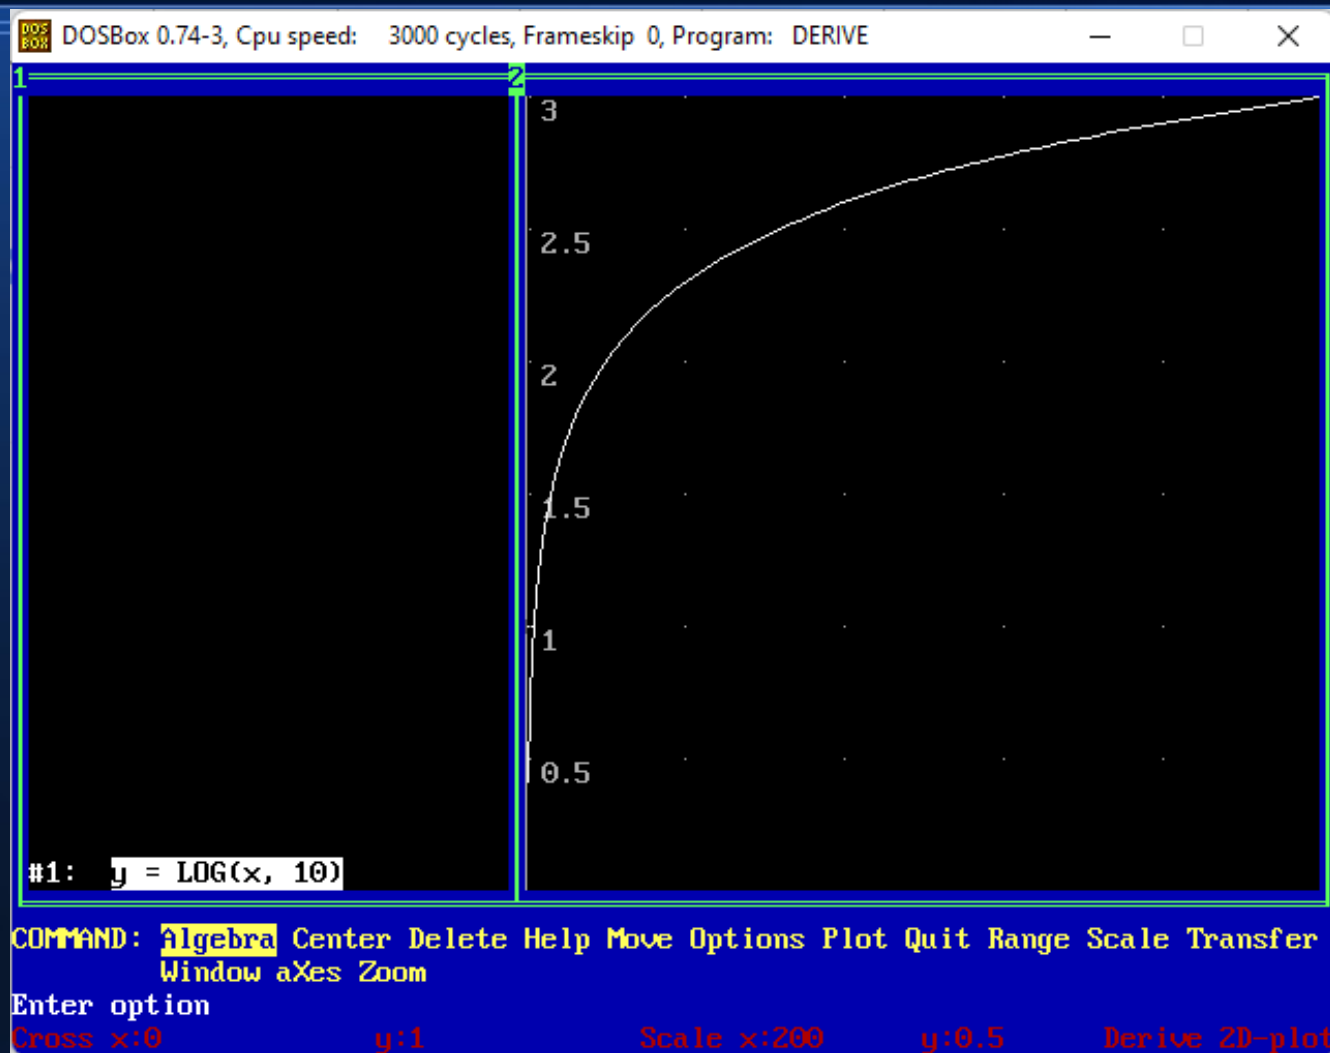 DOS BOX DOSBox 0.74-3, Cpu speed: 3000 cycles, Frameskip 0, Program: DERIVE
1 2
3
2.5
2
1.5
1
0.5
#1: y = LOG(x, 10)
COMMAND: Algebra Center Delete Help Move Options Plot Quit Range Scale Transfer
Window aXes Zoom
Enter option
Cross x:0 y:1 Scale x:200 y:0.5 Derive 2D-plot